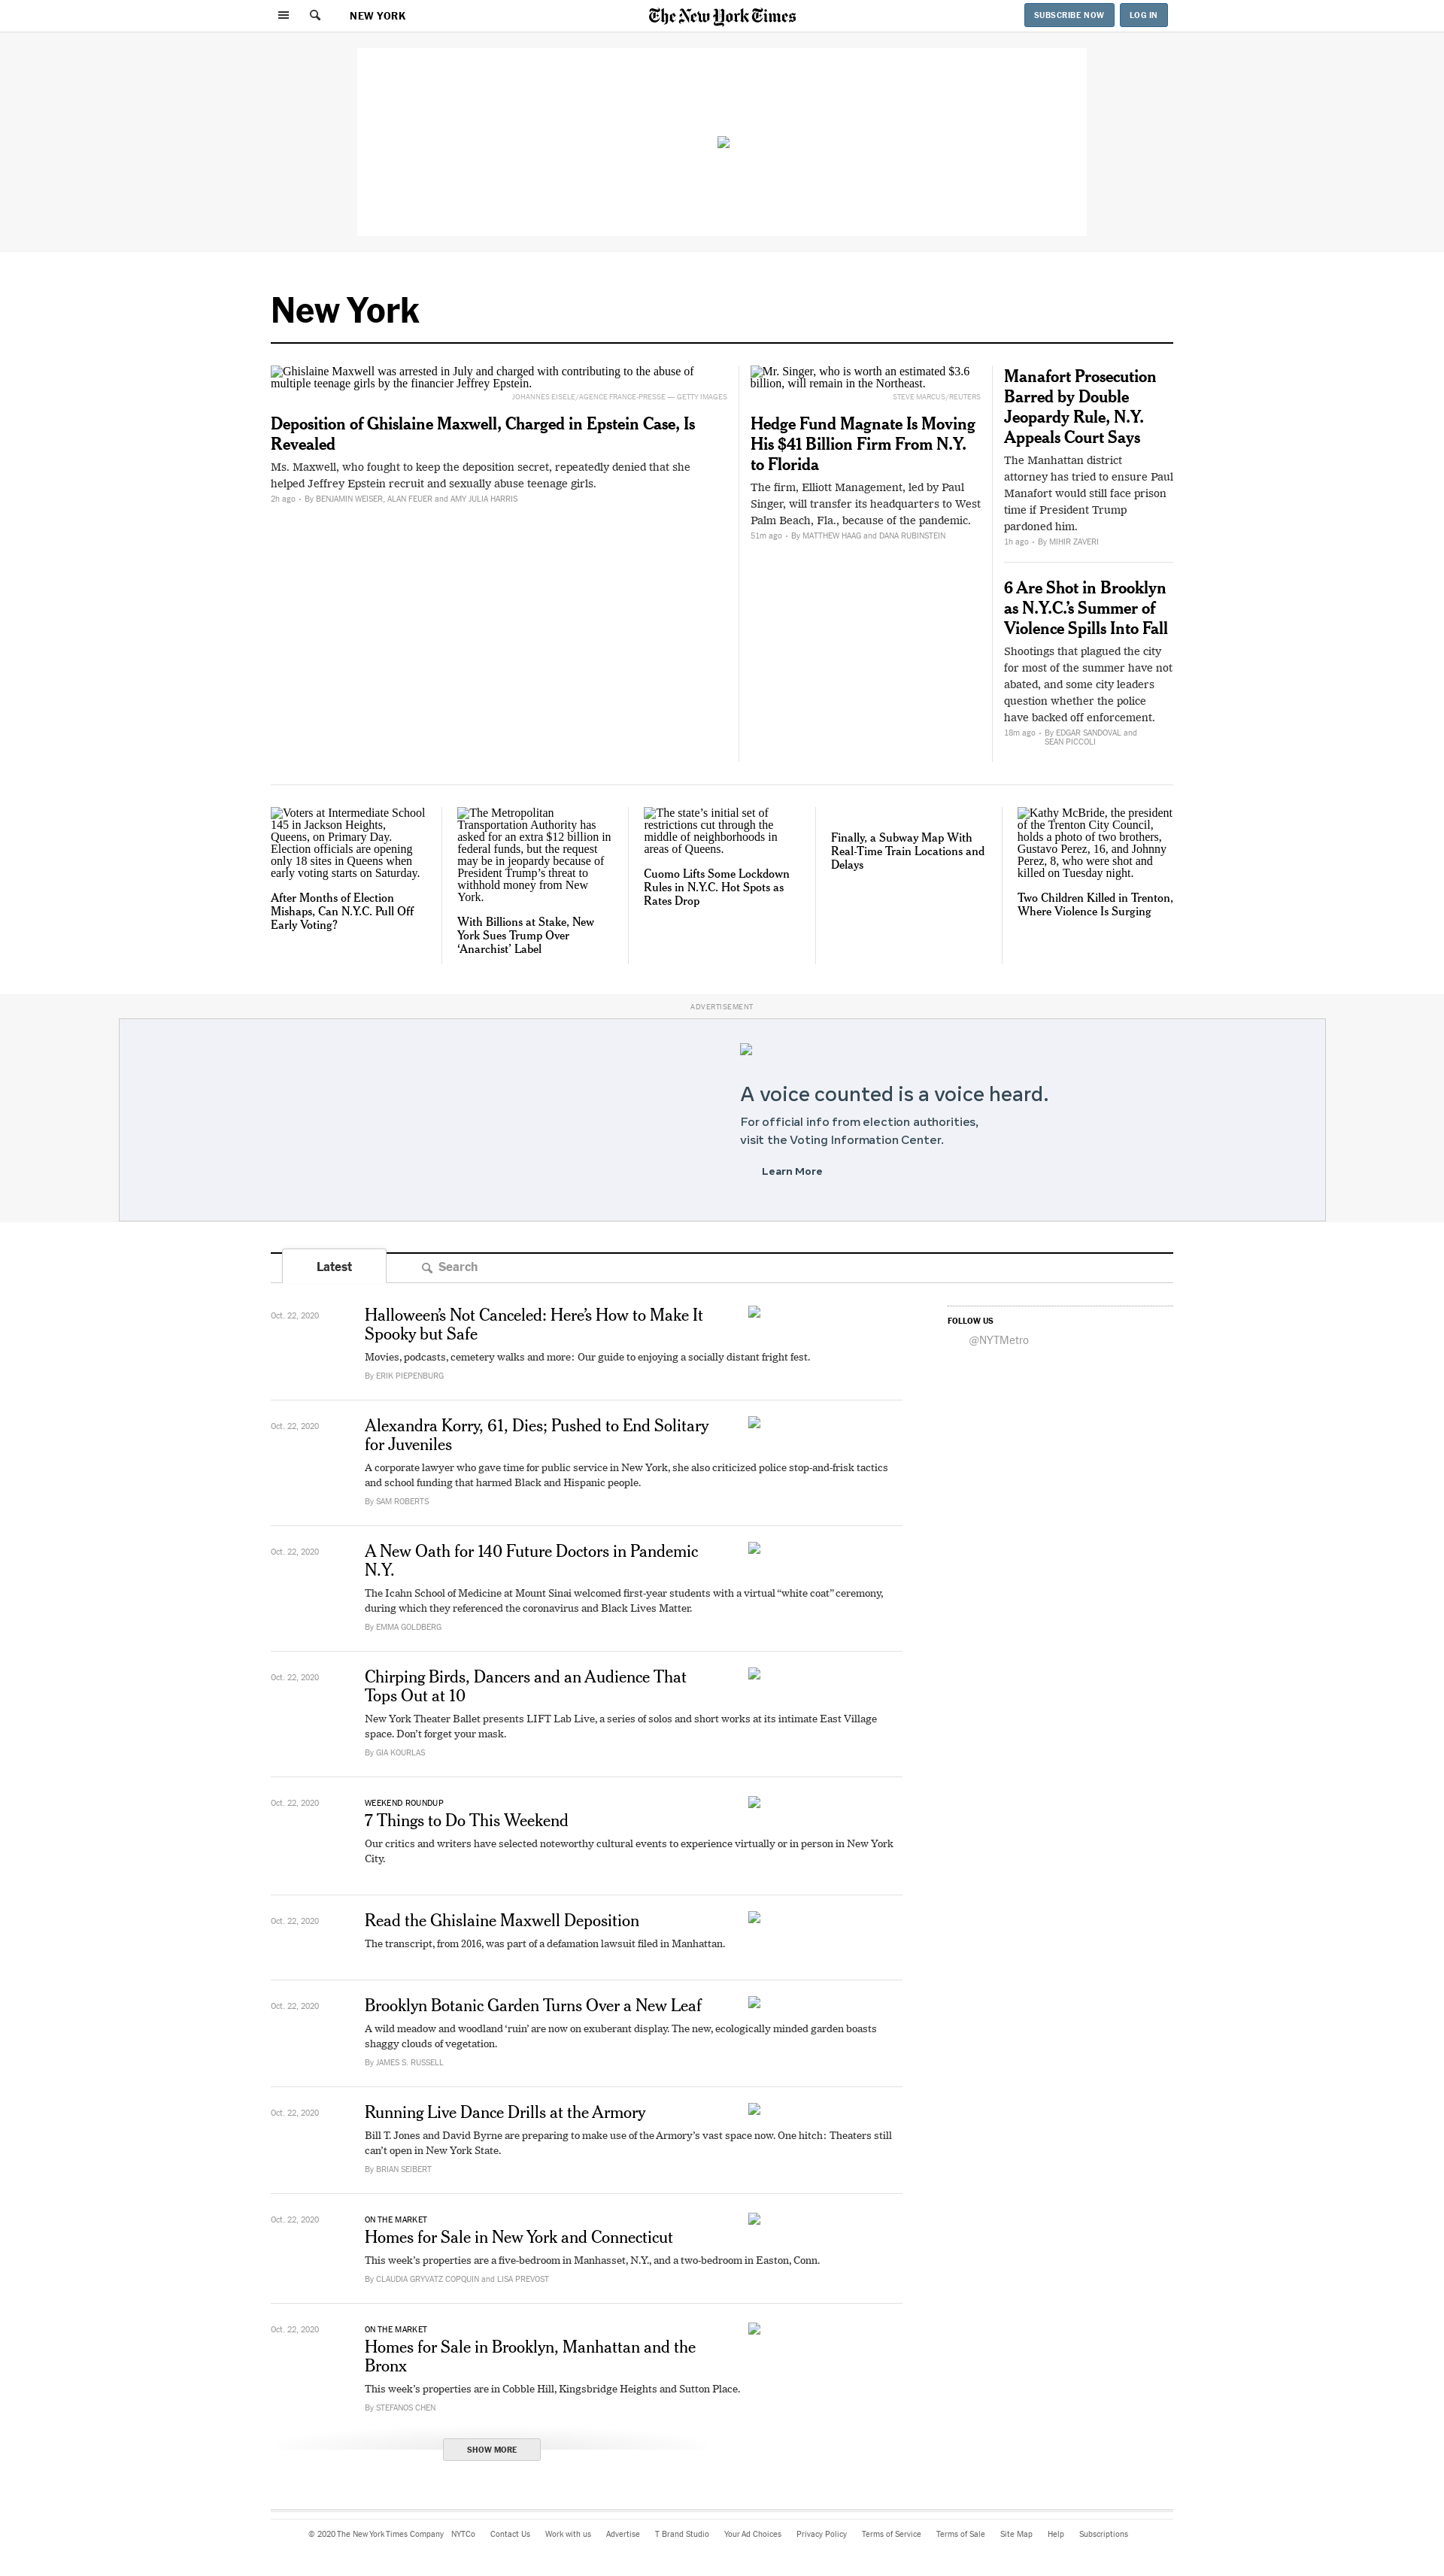 NEW YORK
The New York Times
SUBSCRIBE NOW
LOG IN
New York
Ghislaine Maxwell was arrested in July and charged with contributing to the abuse of
multiple teenage girls by the financier Jeffrey Epstein.
JOHANNES EISELE/AGENCE FRANCE-PRESSE — GETTY IMAGES
Deposition of Ghislaine Maxwell, Charged in Epstein Case, Is
Revealed
Ms. Maxwell, who fought to keep the deposition secret, repeatedly denied that she
helped Jeffrey Epstein recruit and sexually abuse teenage girls.
2h ago • By BENJAMIN WEISER, ALAN FEUER and AMY JULIA HARRIS
Mr. Singer, who is worth an estimated $3.6
billion, will remain in the Northeast.
STEVE MARCUS/REUTERS
Hedge Fund Magnate Is Moving
His $41 Billion Firm From N.Y.
to Florida
The firm, Elliott Management, led by Paul
Singer, will transfer its headquarters to West
Palm Beach, Fla., because of the pandemic.
51m ago • By MATTHEW HAAG and DANA RUBINSTEIN
Manafort Prosecution
Barred by Double
Jeopardy Rule, N.Y.
Appeals Court Says
The Manhattan district
attorney has tried to ensure Paul
Manafort would still face prison
time if President Trump
pardoned him.
1h ago • By MIHIR ZAVERI
6 Are Shot in Brooklyn
as N.Y.C.’s Summer of
Violence Spills Into Fall
Shootings that plagued the city
for most of the summer have not
abated, and some city leaders
question whether the police
have backed off enforcement.
18m ago • By EDGAR SANDOVAL and
SEAN PICCOLI
Voters at Intermediate School
145 in Jackson Heights,
Queens, on Primary Day.
Election officials are opening
only 18 sites in Queens when
early voting starts on Saturday.
After Months of Election
Mishaps, Can N.Y.C. Pull Off
Early Voting?
The Metropolitan
Transportation Authority has
asked for an extra $12 billion in
federal funds, but the request
may be in jeopardy because of
President Trump’s threat to
withhold money from New
York.
With Billions at Stake, New
York Sues Trump Over
‘Anarchist’ Label
The state’s initial set of
restrictions cut through the
middle of neighborhoods in
areas of Queens.
Cuomo Lifts Some Lockdown
Rules in N.Y.C. Hot Spots as
Rates Drop
Finally, a Subway Map With
Real-Time Train Locations and
Delays
Kathy McBride, the president
of the Trenton City Council,
holds a photo of two brothers,
Gustavo Perez, 16, and Johnny
Perez, 8, who were shot and
killed on Tuesday night.
Two Children Killed in Trenton,
Where Violence Is Surging
ADVERTISEMENT
A voice counted is a voice heard.
For official info from election authorities,
visit the Voting Information Center.
Learn More
Latest
Search
Oct. 22, 2020
Halloween’s Not Canceled: Here’s How to Make It
Spooky but Safe
Movies, podcasts, cemetery walks and more: Our guide to enjoying a socially distant fright fest.
By ERIK PIEPENBURG
FOLLOW US
@NYTMetro
Oct. 22, 2020
Alexandra Korry, 61, Dies; Pushed to End Solitary
for Juveniles
A corporate lawyer who gave time for public service in New York, she also criticized police stop-and-frisk tactics
and school funding that harmed Black and Hispanic people.
By SAM ROBERTS
Oct. 22, 2020
A New Oath for 140 Future Doctors in Pandemic
N.Y.
The Icahn School of Medicine at Mount Sinai welcomed first-year students with a virtual “white coat” ceremony,
during which they referenced the coronavirus and Black Lives Matter.
By EMMA GOLDBERG
Oct. 22, 2020
Chirping Birds, Dancers and an Audience That
Tops Out at 10
New York Theater Ballet presents LIFT Lab Live, a series of solos and short works at its intimate East Village
space. Don’t forget your mask.
By GIA KOURLAS
Oct. 22, 2020
WEEKEND ROUNDUP
7 Things to Do This Weekend
Our critics and writers have selected noteworthy cultural events to experience virtually or in person in New York
City.
Oct. 22, 2020
Read the Ghislaine Maxwell Deposition
The transcript, from 2016, was part of a defamation lawsuit filed in Manhattan.
Oct. 22, 2020
Brooklyn Botanic Garden Turns Over a New Leaf
A wild meadow and woodland ‘ruin’ are now on exuberant display. The new, ecologically minded garden boasts
shaggy clouds of vegetation.
By JAMES S. RUSSELL
Oct. 22, 2020
Running Live Dance Drills at the Armory
Bill T. Jones and David Byrne are preparing to make use of the Armory’s vast space now. One hitch: Theaters still
can’t open in New York State.
By BRIAN SEIBERT
Oct. 22, 2020
ON THE MARKET
Homes for Sale in New York and Connecticut
This week’s properties are a five-bedroom in Manhasset, N.Y., and a two-bedroom in Easton, Conn.
By CLAUDIA GRYVATZ COPQUIN and LISA PREVOST
Oct. 22, 2020
ON THE MARKET
Homes for Sale in Brooklyn, Manhattan and the
Bronx
This week’s properties are in Cobble Hill, Kingsbridge Heights and Sutton Place.
By STEFANOS CHEN
SHOW MORE
© 2020 The New York Times Company NYTCo Contact Us Work with us Advertise T Brand Studio Your Ad Choices Privacy Policy Terms of Service Terms of Sale Site Map Help Subscriptions